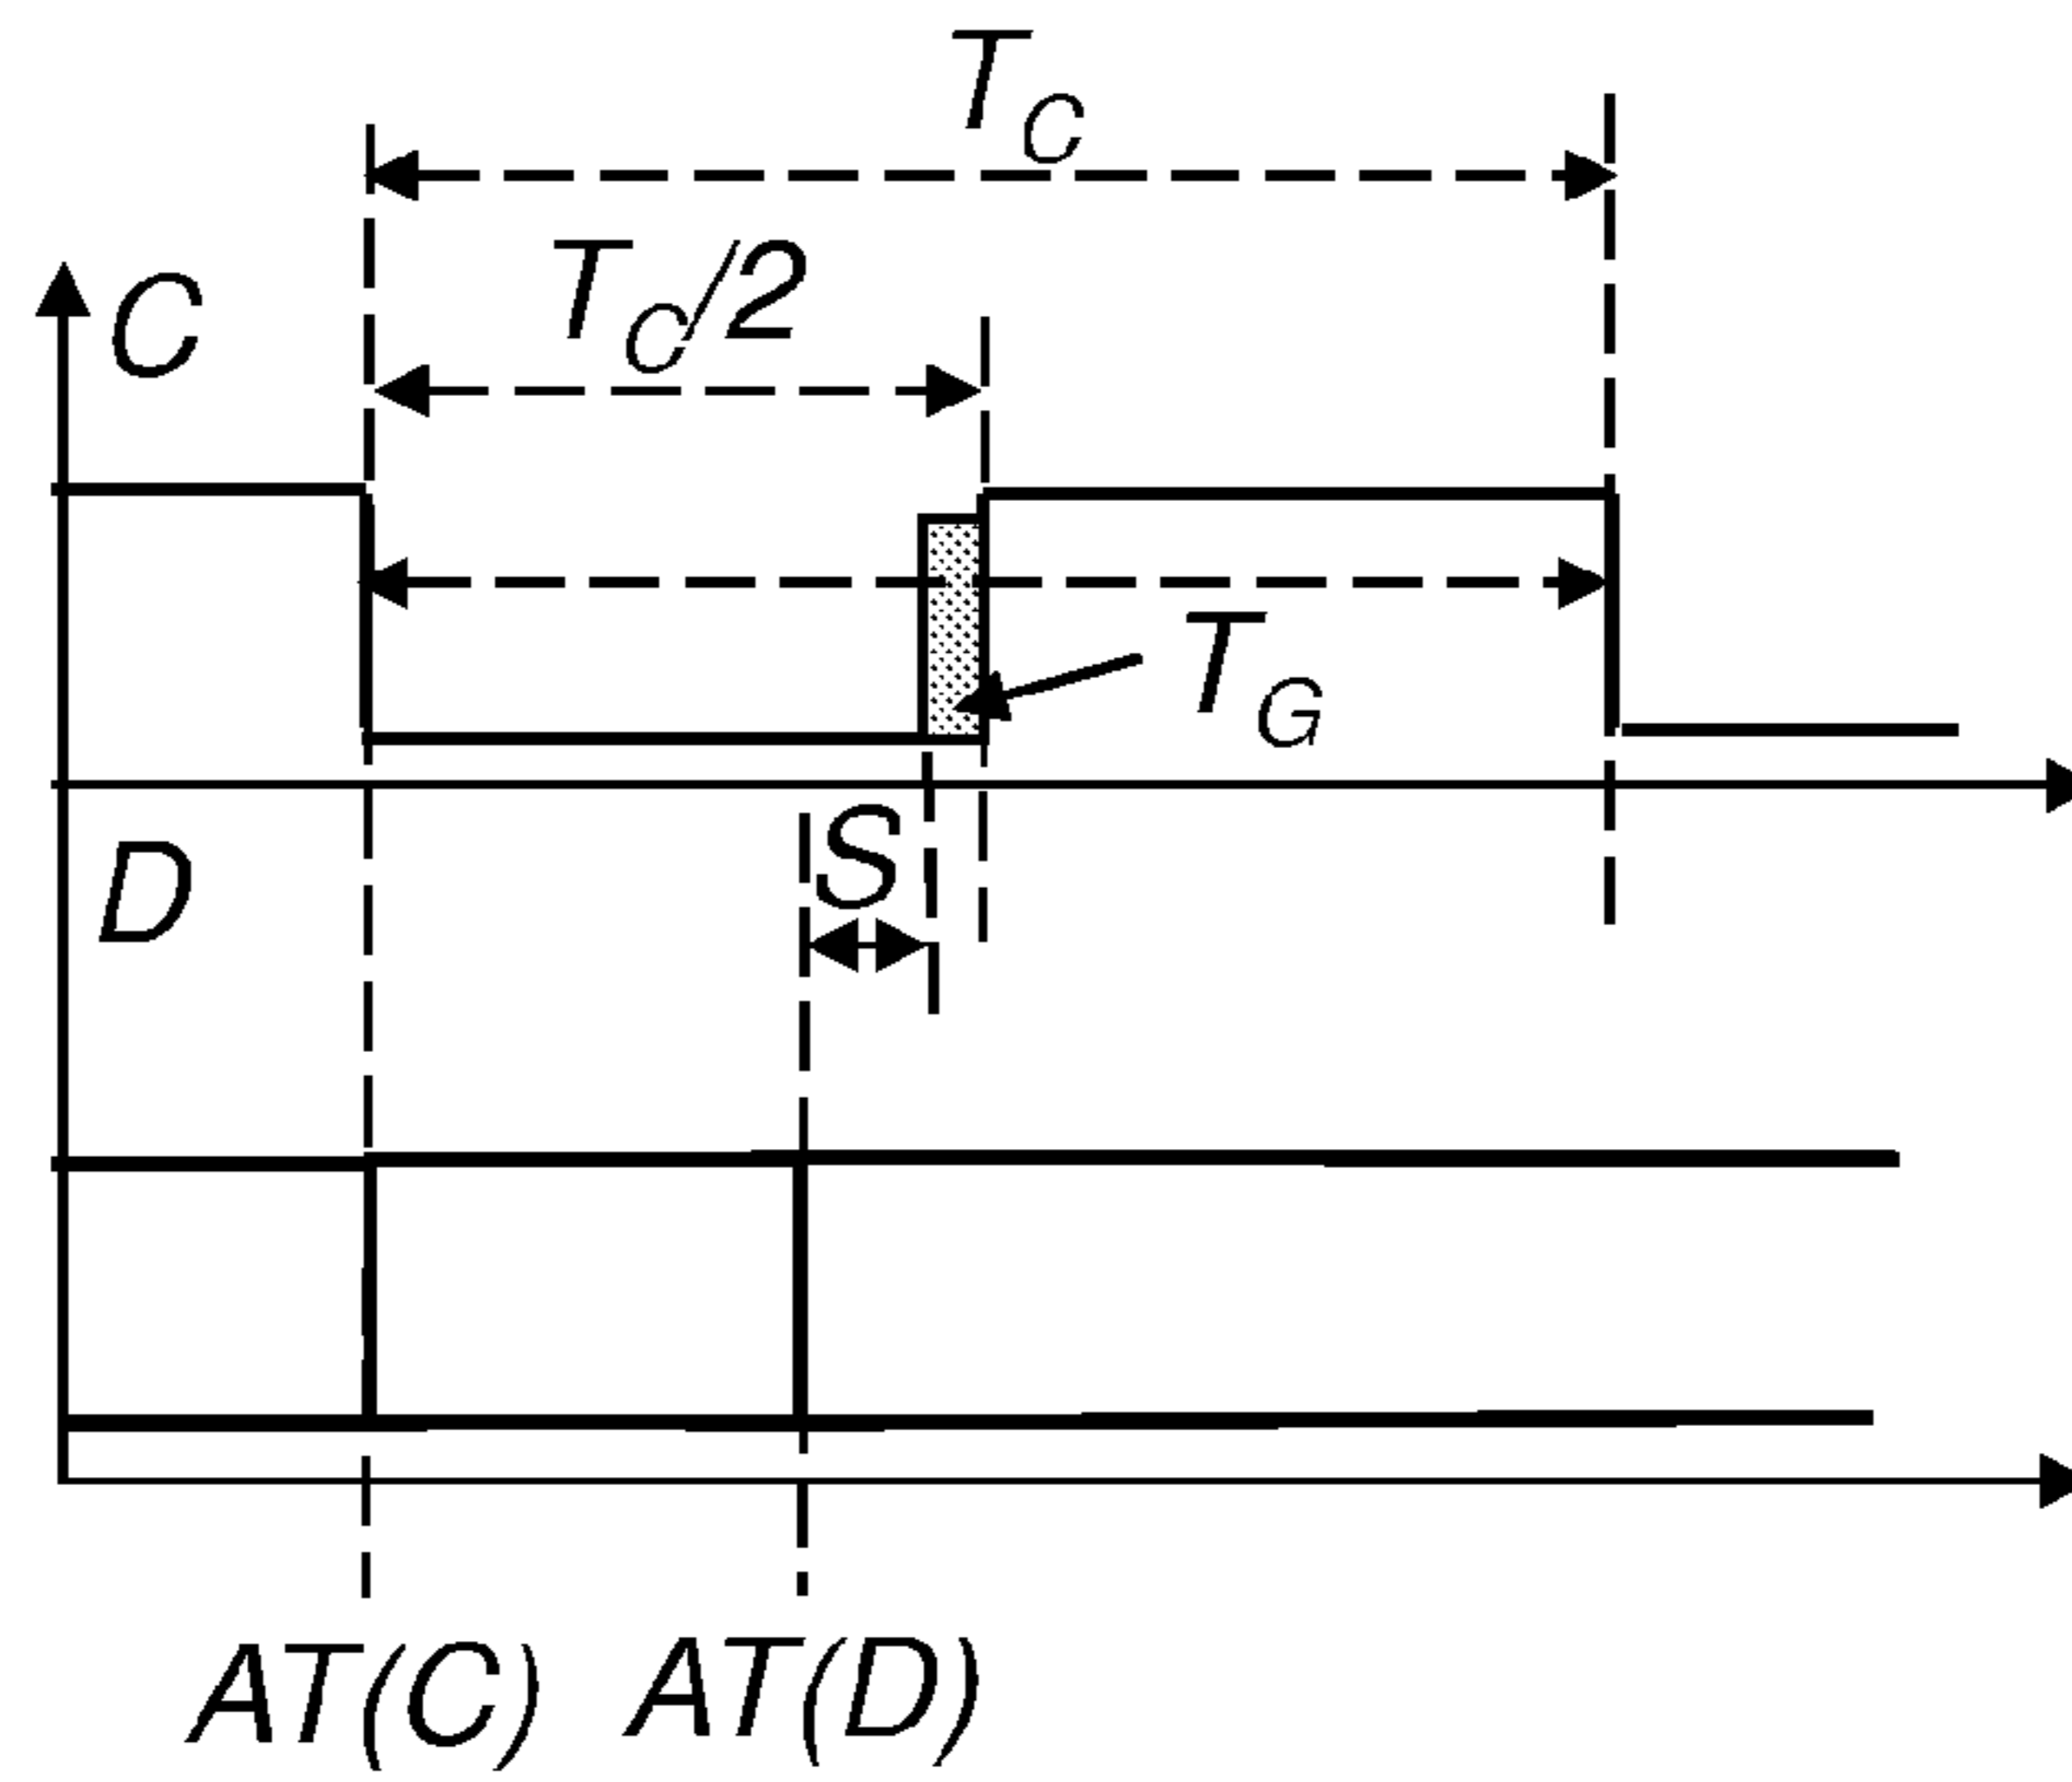 T_C
C
T_C/2
T_G
D
S
AT(C)
AT(D)